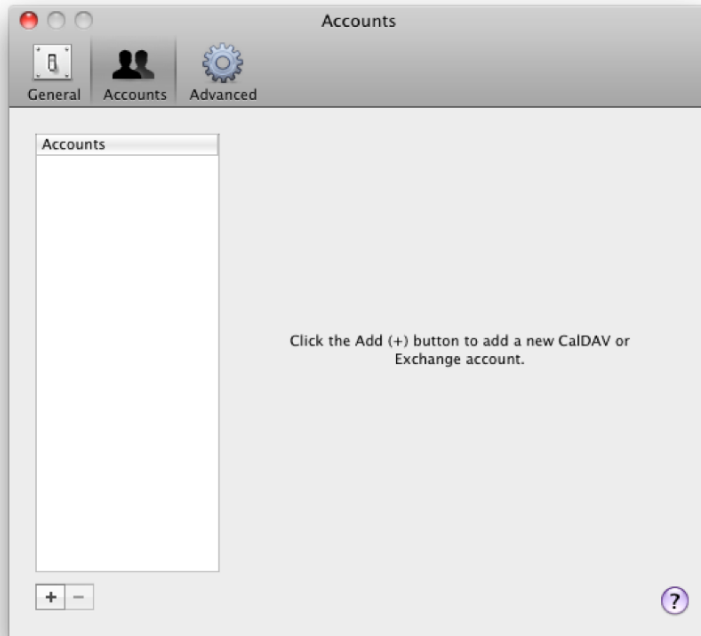 Accounts
General Accounts Advanced
Accounts
Click the Add (+) button to add a new CalDAV or
Exchange account.
+ −
?